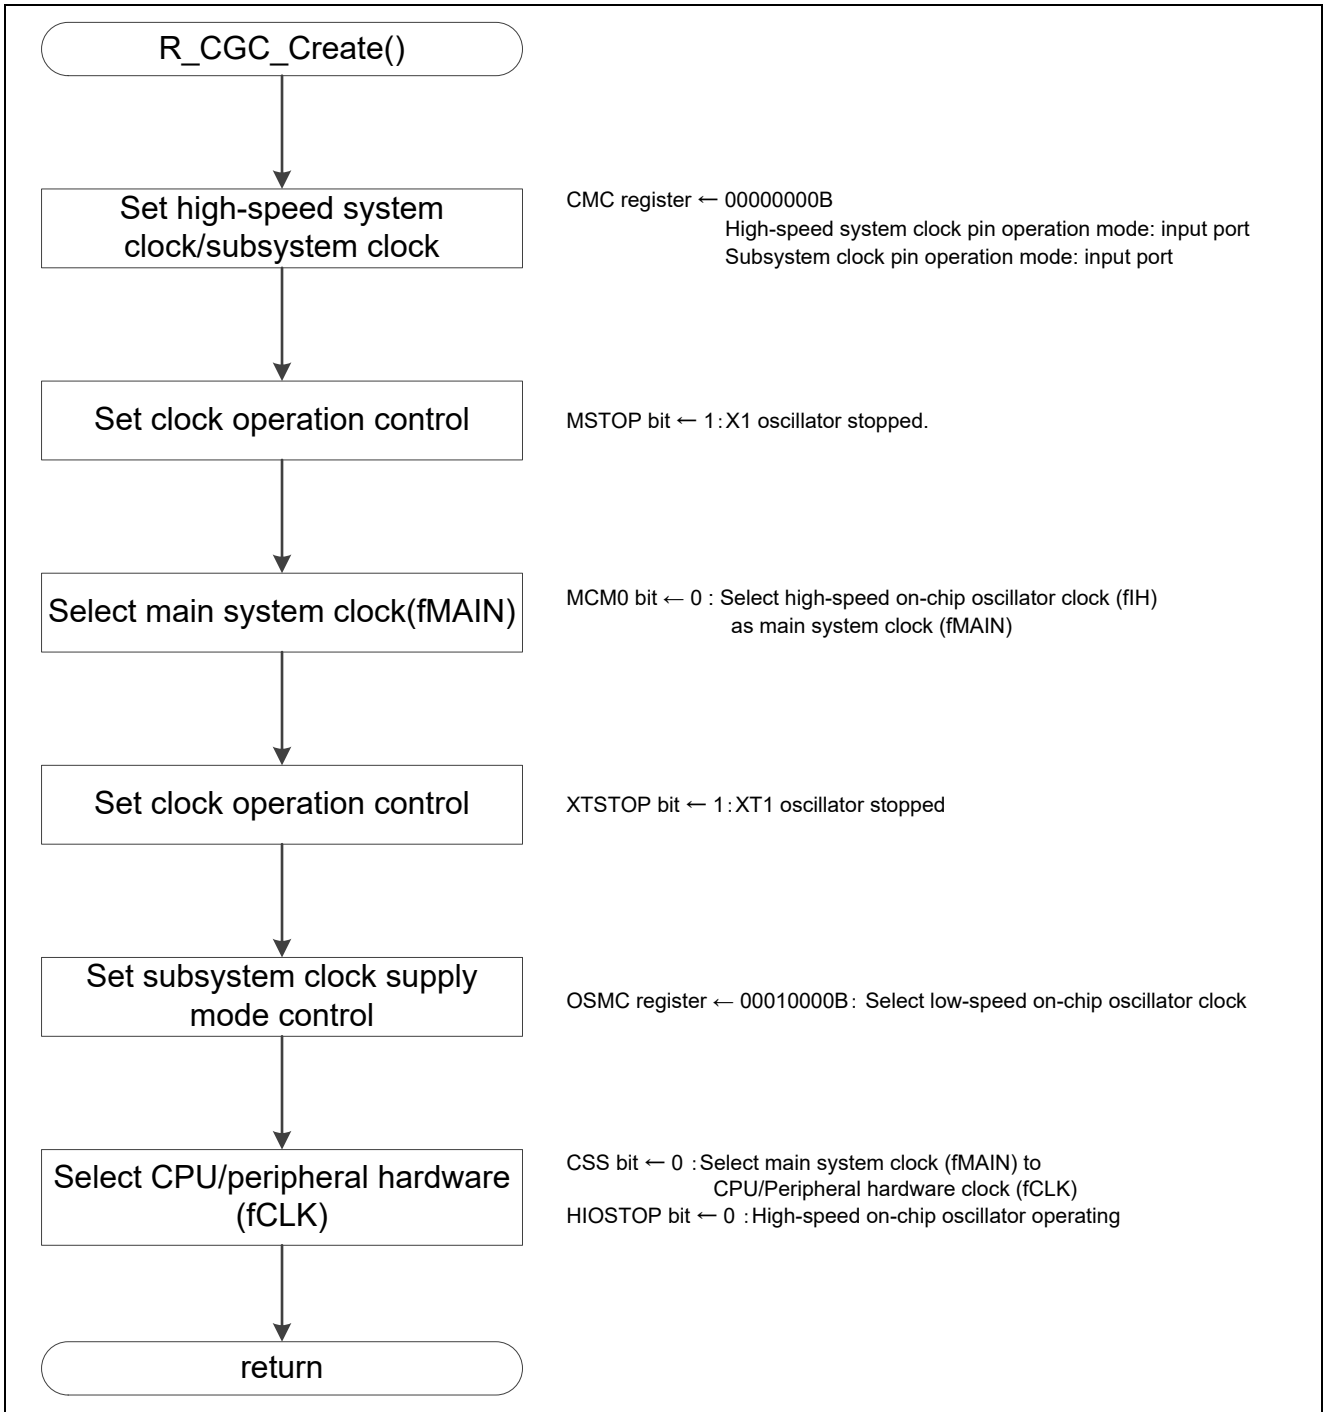 R_CGC_Create()
Set high-speed system
clock/subsystem clock
CMC register ← 00000000B
High-speed system clock pin operation mode: input port
Subsystem clock pin operation mode: input port
Set clock operation control
MSTOP bit ← 1:X1 oscillator stopped.
Select main system clock(fMAIN)
MCM0 bit ← 0 : Select high-speed on-chip oscillator clock (fIH)
as main system clock (fMAIN)
Set clock operation control
XTSTOP bit ← 1:XT1 oscillator stopped
Set subsystem clock supply
mode control
OSMC register ← 00010000B: Select low-speed on-chip oscillator clock
Select CPU/peripheral hardware
(fCLK)
CSS bit ← 0 :Select main system clock (fMAIN) to
CPU/Peripheral hardware clock (fCLK)
HIOSTOP bit ← 0 :High-speed on-chip oscillator operating
return